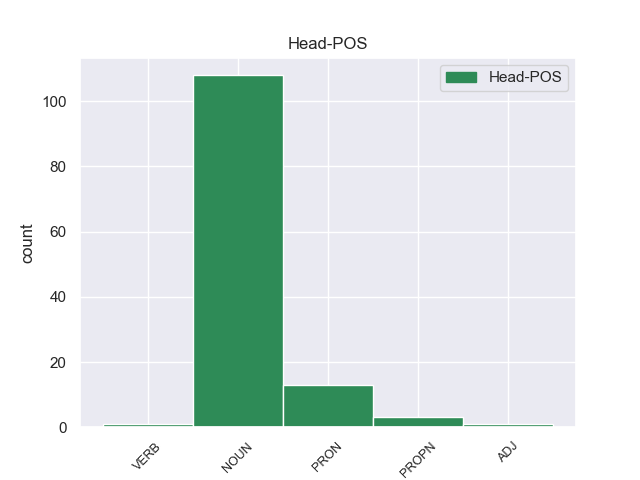 Head-POS
Head-POS
count
100
80
60
40
20
0
VERB
NOUN
PRON
PROPN
ADJ